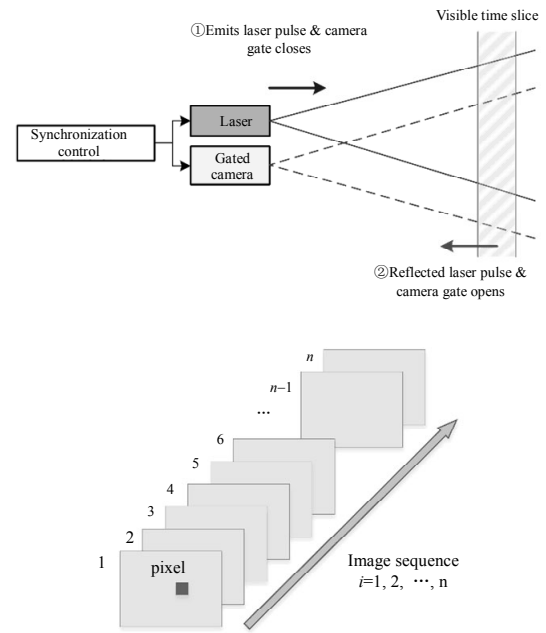 Visible time slice
①Emits laser pulse & camera
gate closes
Laser
Synchronization
control
Gated
camera
②Reflected laser pulse &
camera gate opens
n
n−1
...
6
5
4
3
2
1
pixel
Image sequence
i=1, 2, ···, n